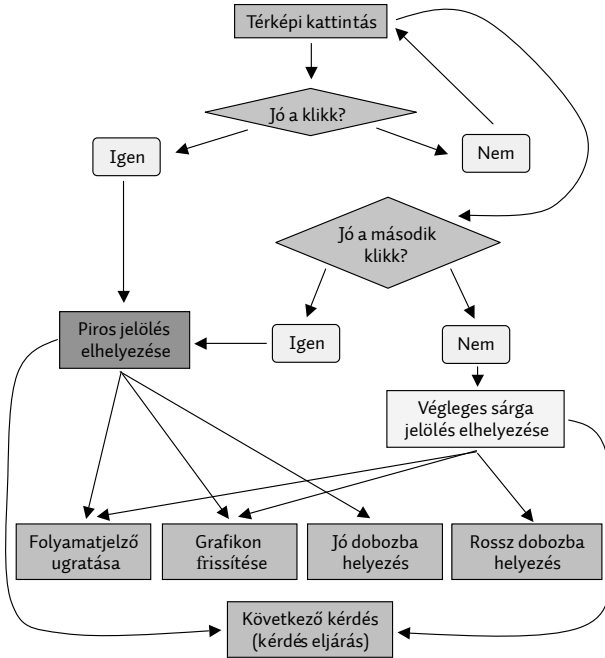 Térképi kattintás
Jó a klikk?
Igen
Nem
Jó a második
klikk?
Piros jelölés
elhelyezése
Igen
Nem
Végleges sárga
jelölés elhelyezése
Folyamatjelző
ugratása
Grafikon
frissítése
Jó dobozba
helyezés
Rossz dobozba
helyezés
Következő kérdés
(kérdés eljárás)